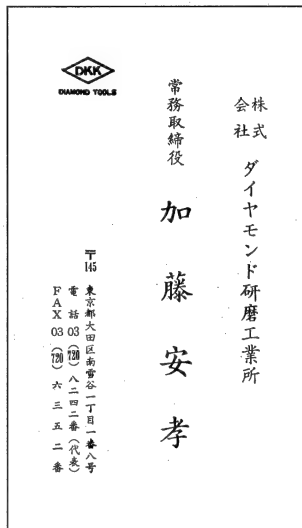 株式会社 ダイヤモンド研磨工業所
常務取締役
加藤安孝
〒145
東京都大田区南雪谷一丁目一番八号
電話 03 (720) 八二四二番 (代表)
FAX 03 (720) 六三五二番
DKK
DIAMOND TOOLS